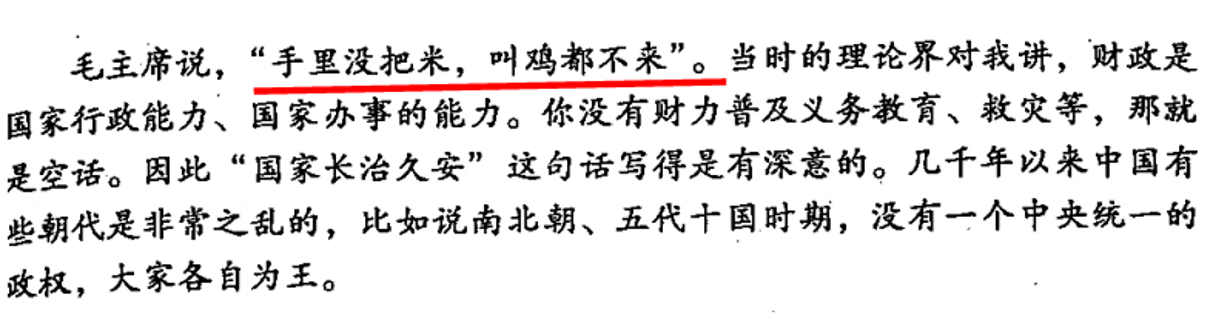 毛主席说，“手里没把米，叫鸡都不来”。当时的理论界对我讲，财政是
国家行政能力、国家办事的能力。你没有财力普及义务教育、救灾等，那就
是空话。因此“国家长治久安”这句话写得是有深意的。几千年以来中国有
些朝代是非常之乱的，比如说南北朝、五代十国时期，没有一个中央统一的
政权，大家各自为王。